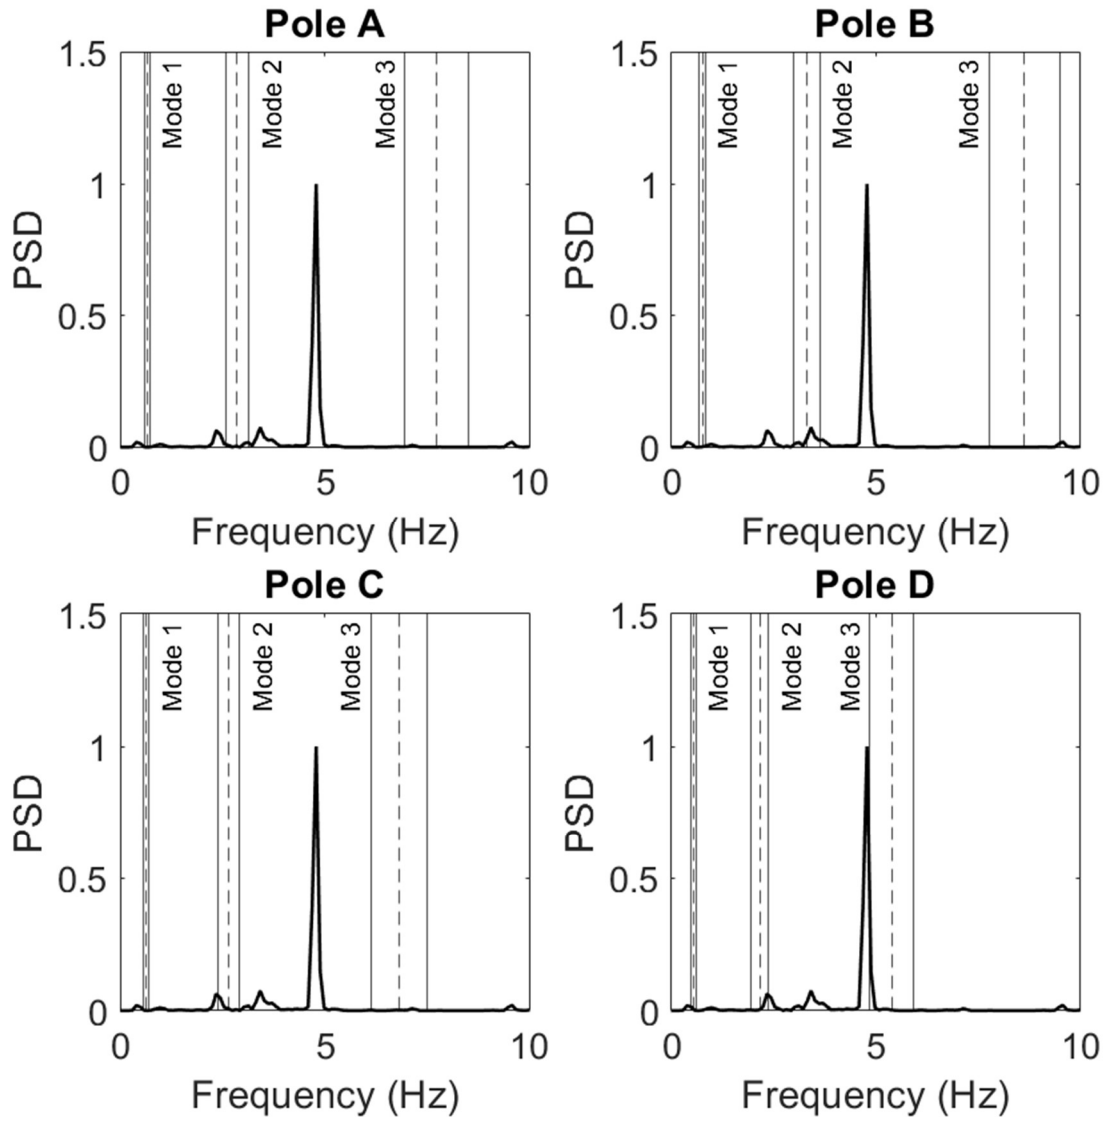 Pole A
1.5
1
0.5
0
PSD
Mode 1
Mode 2
Mode 3
0 5 10
Frequency (Hz)
Pole B
1.5
1
0.5
0
PSD
Mode 1
Mode 2
Mode 3
0 5 10
Frequency (Hz)
Pole C
1.5
1
0.5
0
PSD
Mode 1
Mode 2
Mode 3
0 5 10
Frequency (Hz)
Pole D
1.5
1
0.5
0
PSD
Mode 1
Mode 2
Mode 3
0 5 10
Frequency (Hz)